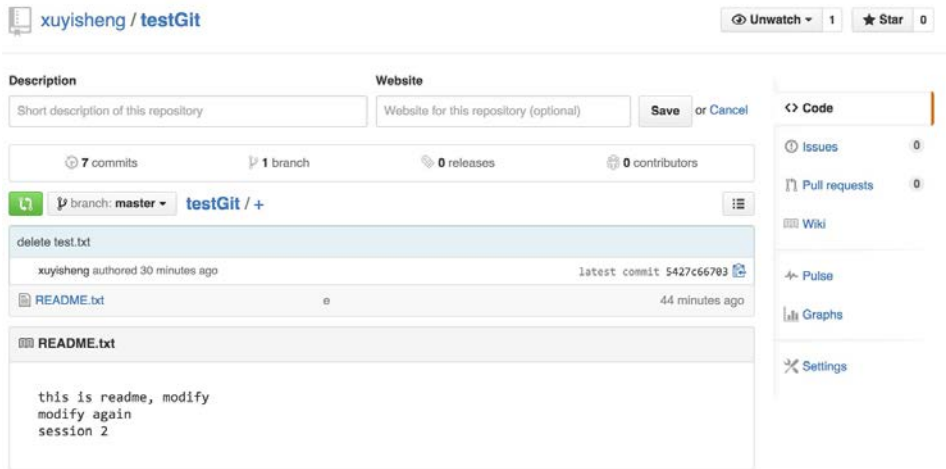 xuyisheng / testGit
Unwatch 1 Star 0
Description Website
Short description of this repository Website for this repository (optional) Save or Cancel
7 commits 1 branch 0 releases 0 contributors
branch: master testGit / +
delete test.txt
xuyisheng authored 30 minutes ago latest commit 5427c66703
README.txt e 44 minutes ago
README.txt
this is readme, modify
modify again
session 2
Code
Issues 0
Pull requests 0
Wiki
Pulse
Graphs
Settings